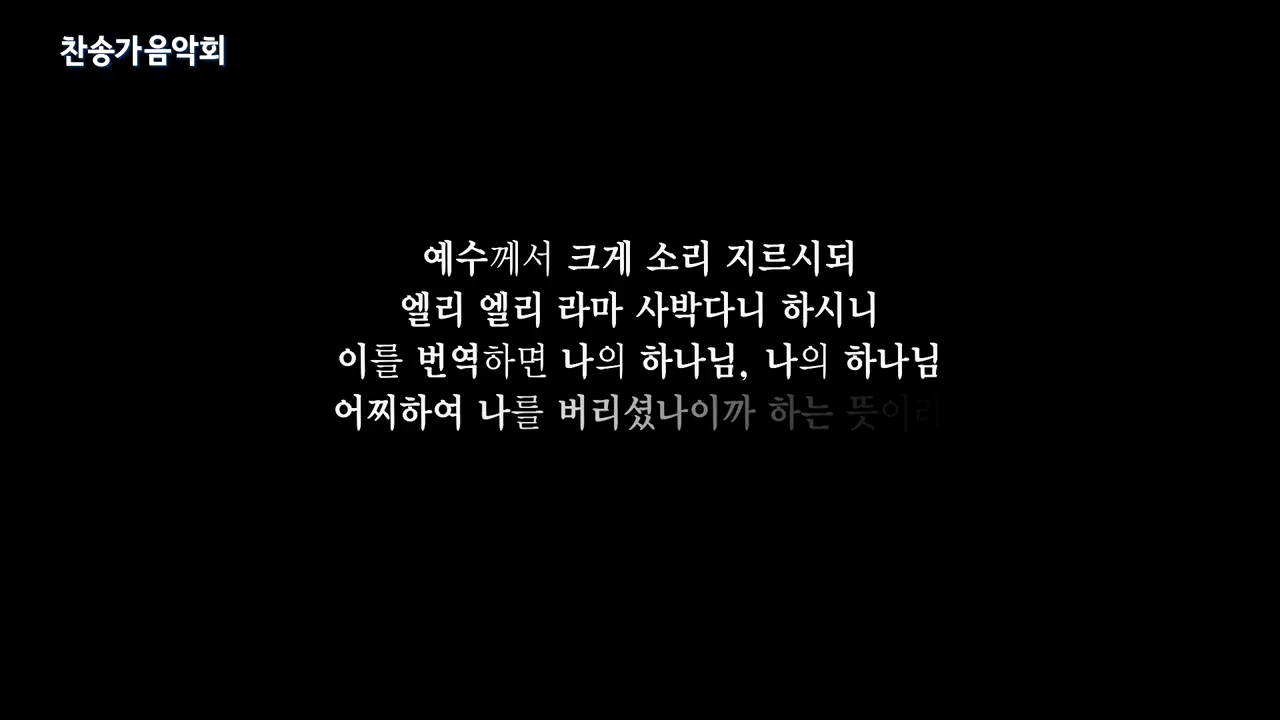 찬송가음악회
예수께서 크게 소리 지르시되
엘리 엘리 라마 사박다니 하시니
이를 번역하면 나의 하나님, 나의 하나님
어찌하여 나를 버리셨나이까 하는 뜻이라